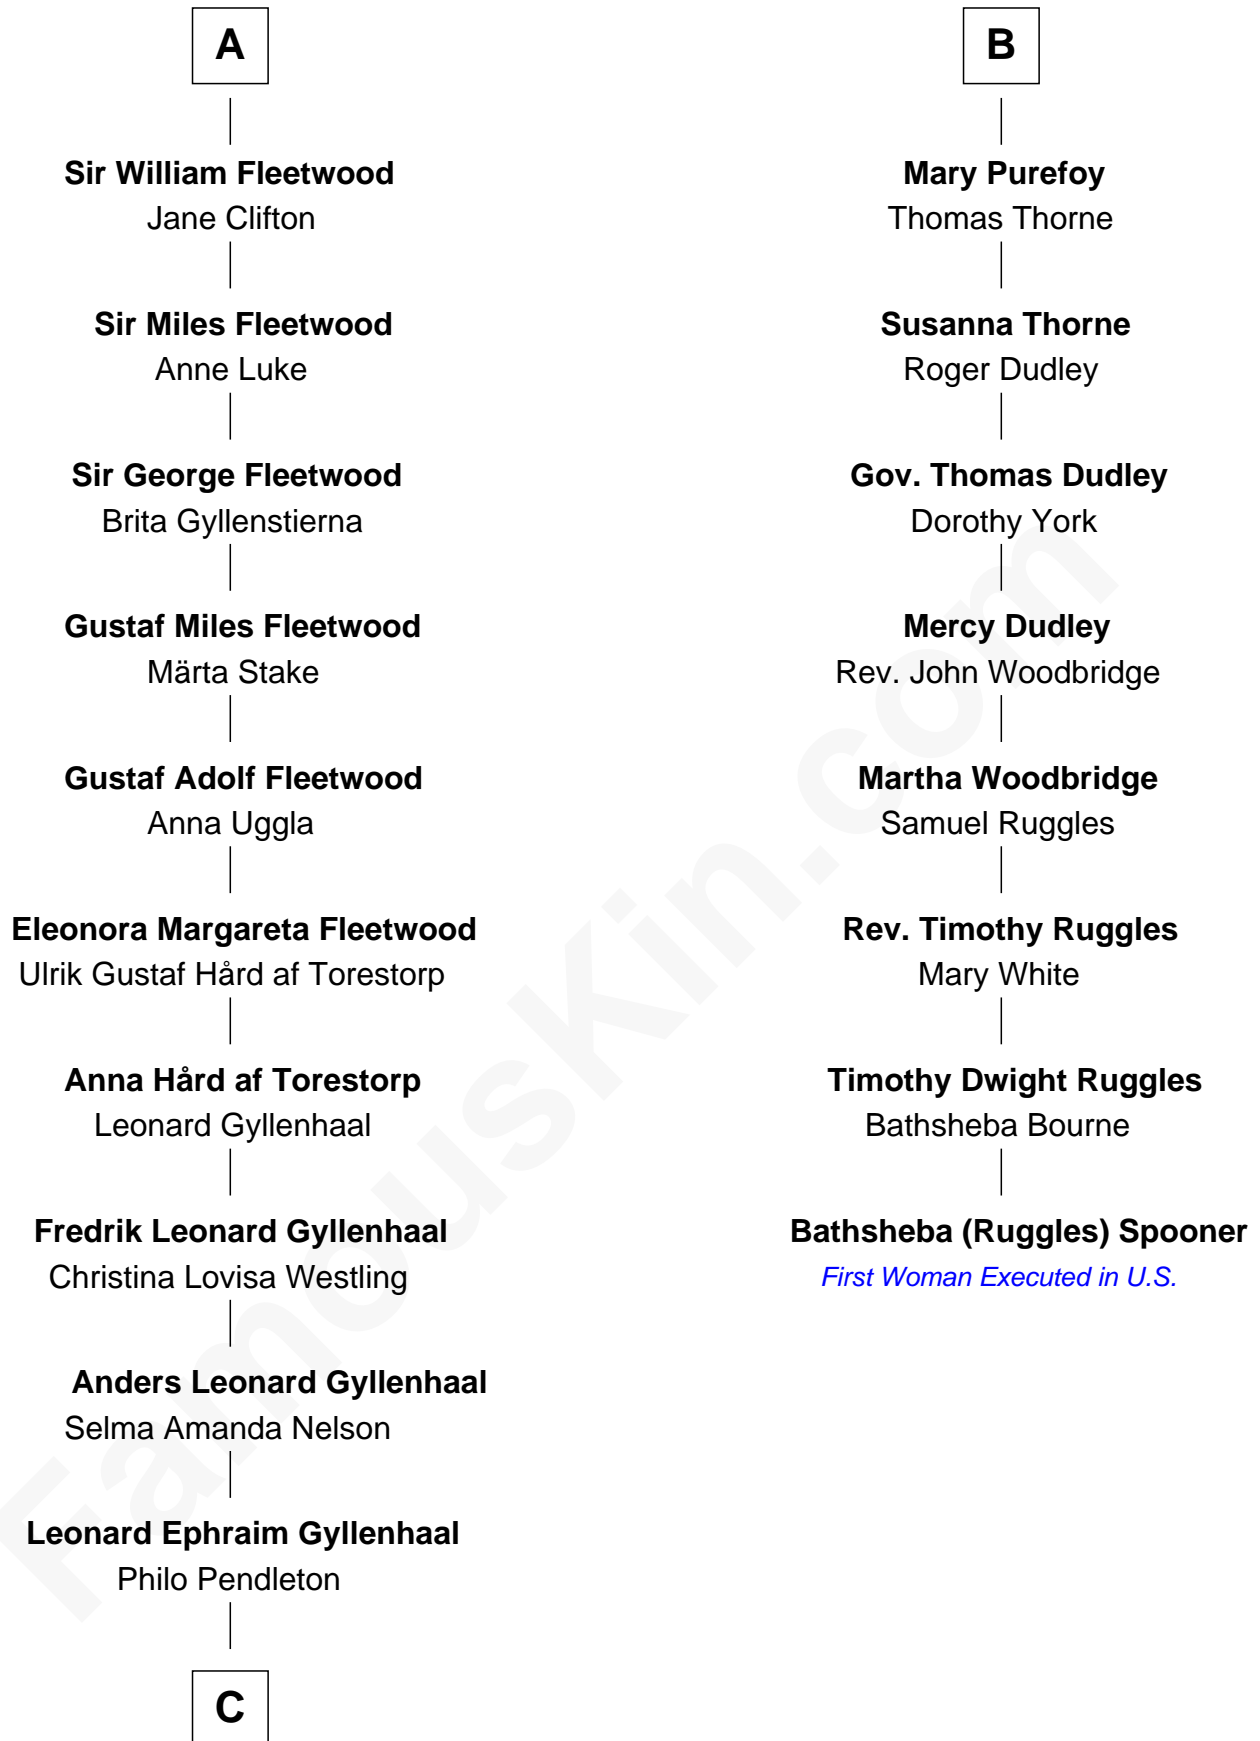 A
Sir William Fleetwood
Jane Clifton
Sir Miles Fleetwood
Anne Luke
Sir George Fleetwood
Brita Gyllenstierna
Gustaf Miles Fleetwood
Märta Stake
Gustaf Adolf Fleetwood
Anna Uggla
Eleonora Margareta Fleetwood
Ulrik Gustaf Hård af Torestorp
Anna Hård af Torestorp
Leonard Gyllenhaal
Fredrik Leonard Gyllenhaal
Christina Lovisa Westling
Anders Leonard Gyllenhaal
Selma Amanda Nelson
Leonard Ephraim Gyllenhaal
Philo Pendleton
C
B
Mary Purefoy
Thomas Thorne
Susanna Thorne
Roger Dudley
Gov. Thomas Dudley
Dorothy York
Mercy Dudley
Rev. John Woodbridge
Martha Woodbridge
Samuel Ruggles
Rev. Timothy Ruggles
Mary White
Timothy Dwight Ruggles
Bathsheba Bourne
Bathsheba (Ruggles) Spooner
First Woman Executed in U.S.
FamousKin.com